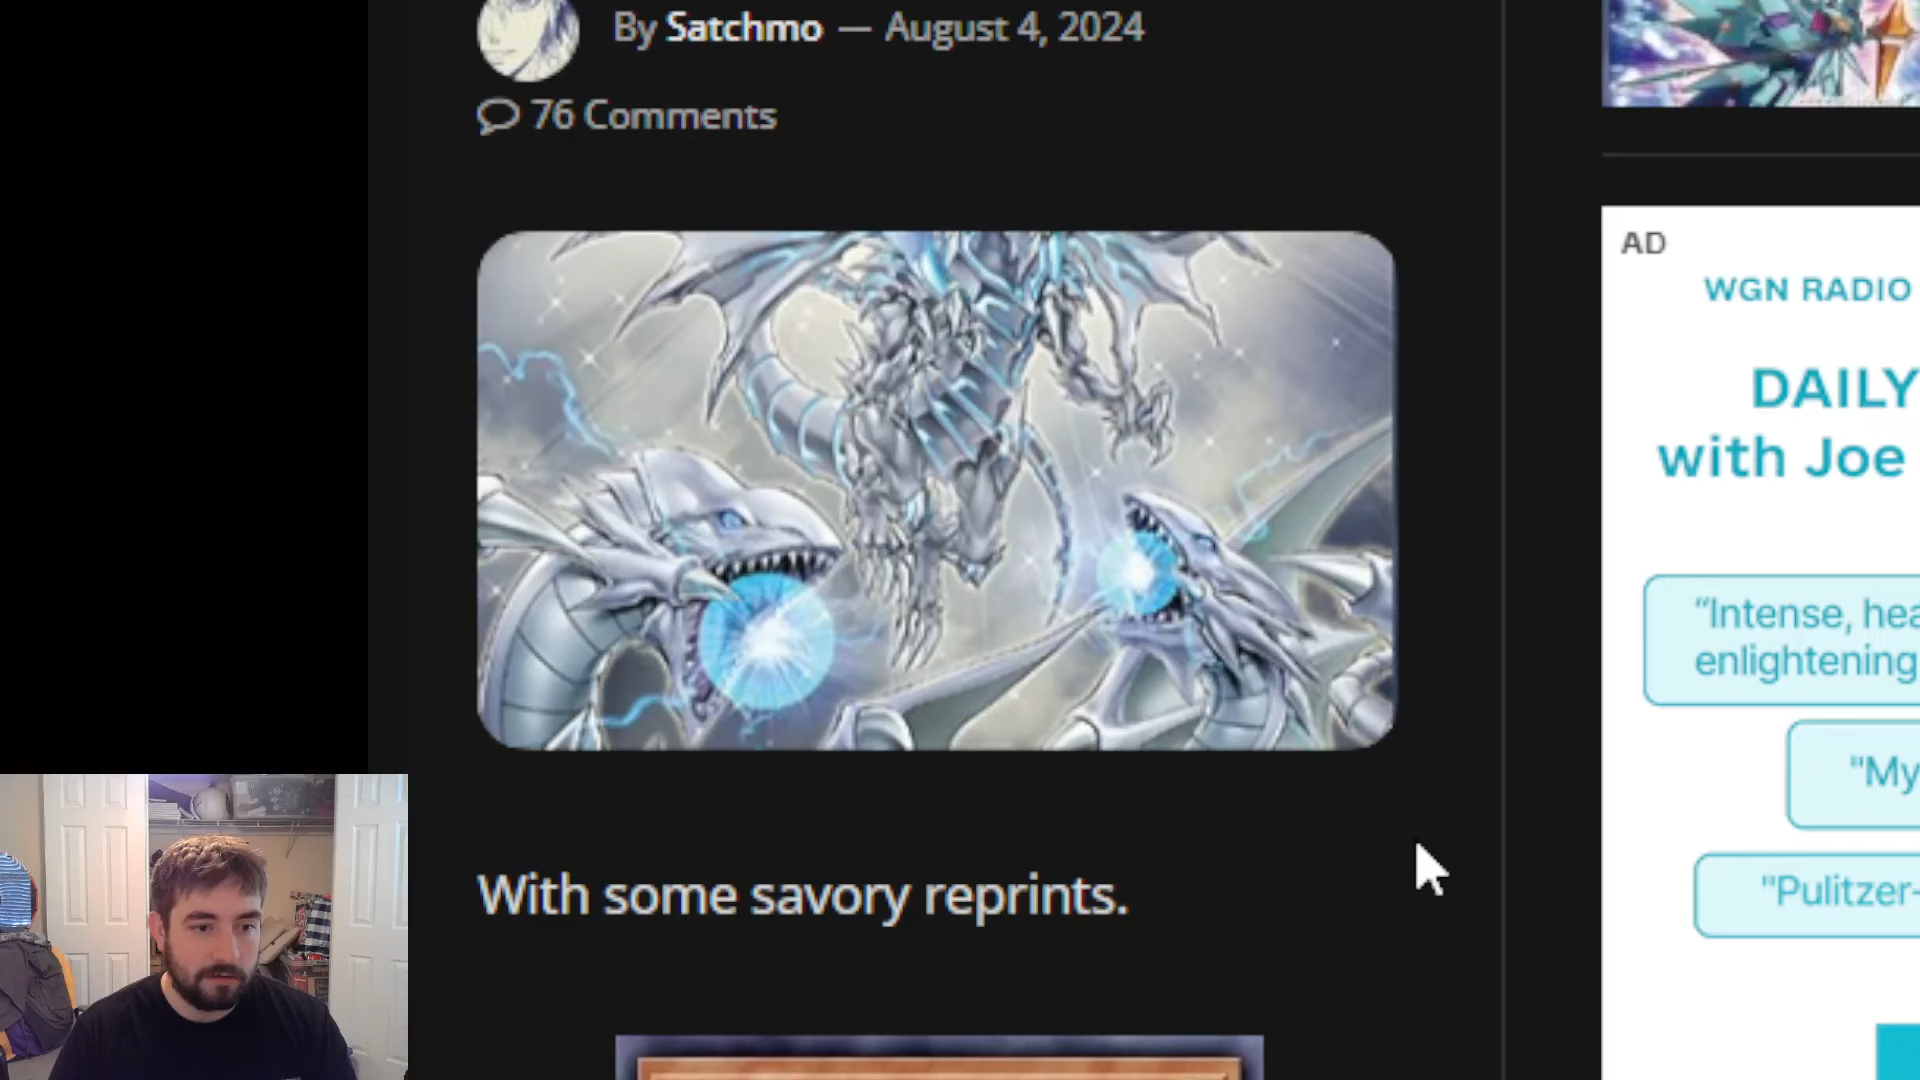 By Satchmo — August 4, 2024
76 Comments
With some savory reprints.
AD
WGN RADIO
DAILY
with Joe
"Intense, hea
enlightening
"My
"Pulitzer-